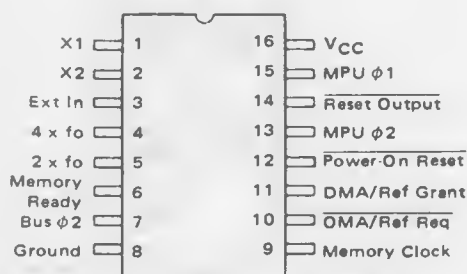 X1 1 16 VCC
X2 2 15 MPU φ1
Ext In 3 14 Reset Output
4 x fo 4 13 MPU φ2
2 x fo 5 12 Power-On Reset
Memory Ready 6 11 DMA/Ref Grant
Bus φ2 7 10 OMA/Ref Req
Ground 8 9 Memory Clock